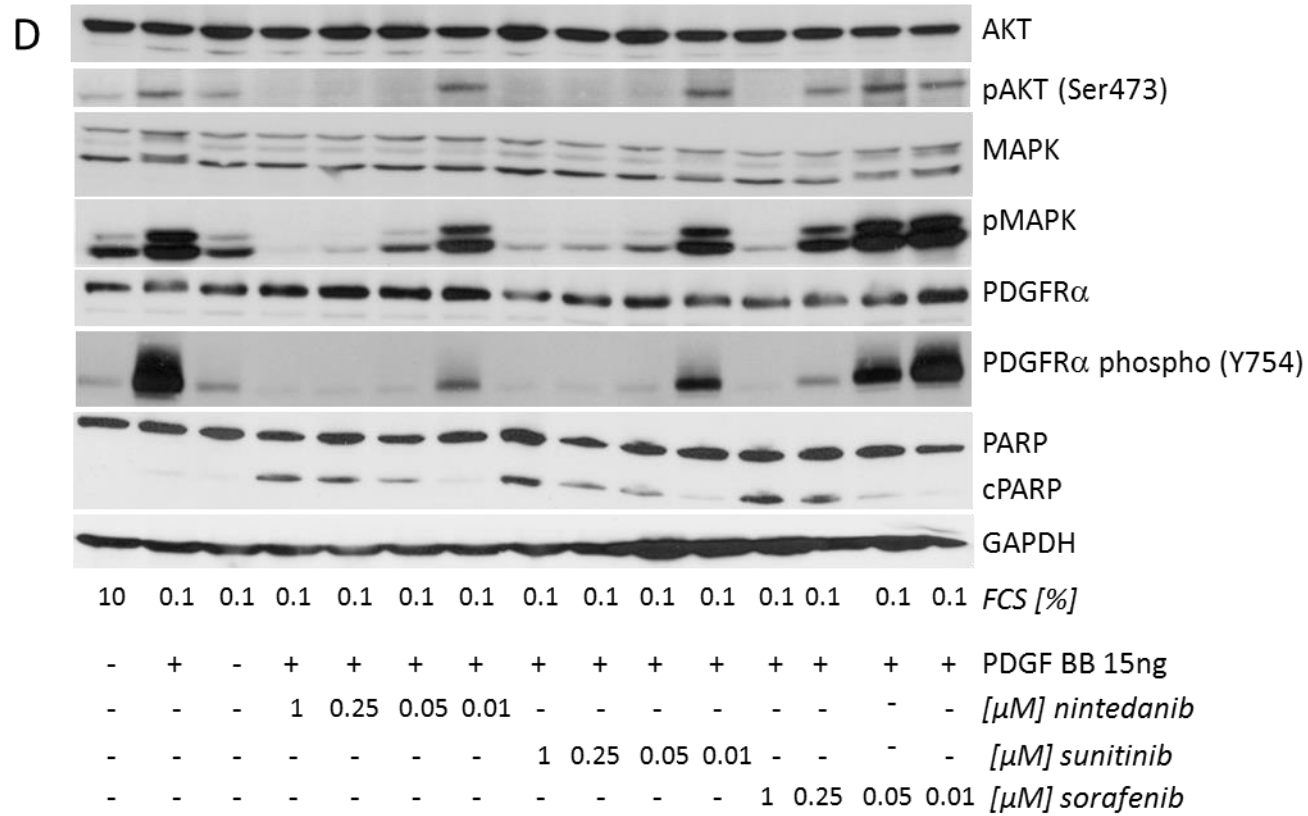 D
AKT
pAKT (Ser473)
MAPK
pMAPK
PDGFRα
PDGFRα phospho (Y754)
PARP
cPARP
GAPDH
10 0.1 0.1 0.1 0.1 0.1 0.1 0.1 0.1 0.1 0.1 0.1 0.1 0.1 0.1 FCS [%]
- + - + + + + + + + + + + + + PDGF BB 15ng
- - - 1 0.25 0.05 0.01 - - - - - - - - [µM] nintedanib
- - - - - - - 1 0.25 0.05 0.01 - - - - [µM] sunitinib
- - - - - - - - - - - 1 0.25 0.05 0.01 [µM] sorafenib